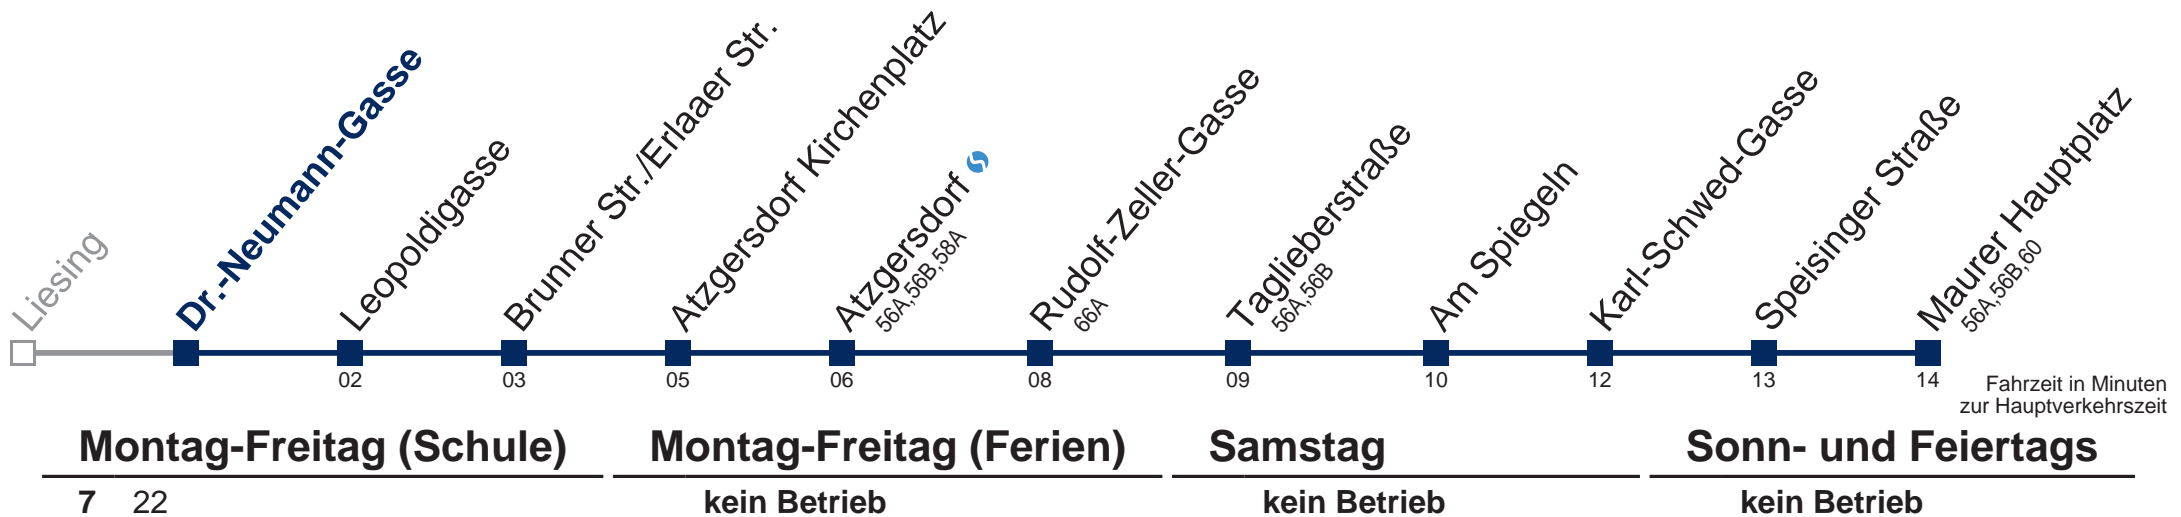 Liesing
Dr.-Neumann-Gasse
Leopoldigasse
Brunner Str./Erlaaer Str.
Atzgersdorf Kirchenplatz
Atzgersdorf
56A,56B,58A
Rudolf-Zeller-Gasse
66A
Taglieberstraße
56A,56B
Am Spiegeln
Karl-Schwed-Gasse
Speisinger Straße
Maurer Hauptplatz
56A,56B,60
02 03 05 06 08 09 10 12 13 14
Fahrzeit in Minuten
zur Hauptverkehrszeit
Montag-Freitag (Schule) Montag-Freitag (Ferien) Samstag Sonn- und Feiertags
7 22 kein Betrieb kein Betrieb kein Betrieb